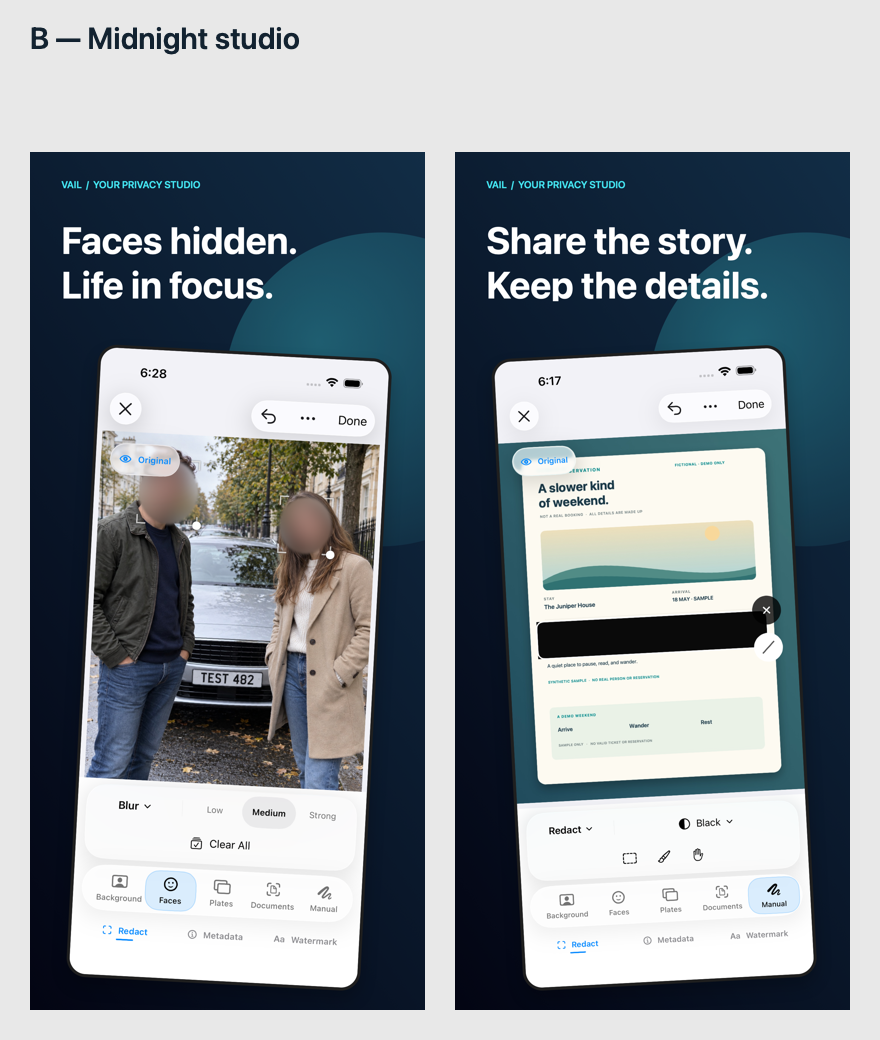 B — Midnight studio
VAIL / YOUR PRIVACY STUDIO
Faces hidden.
Life in focus.
6:28
Done
Original
TEST 482
Blur
Low
Medium
Strong
Clear All
Background
Faces
Plates
Documents
Manual
Redact
Metadata
Aa Watermark
VAIL / YOUR PRIVACY STUDIO
Share the story.
Keep the details.
6:17
Done
Original
ERVATION
FICTIONAL · DEMO ONLY
A slower kind
of weekend.
NOT A REAL BOOKING · ALL DETAILS ARE MADE UP
STAY
The Juniper House
ARRIVAL
18 MAY · SAMPLE
A quiet place to pause, read, and wander.
SYNTHETIC SAMPLE · NO REAL PERSON OR RESERVATION
A DEMO WEEKEND
Arrive
Wander
Rest
SAMPLE ONLY · NO VALID TICKET OR RESERVATION
Redact
Black
Background
Faces
Plates
Documents
Manual
Redact
Metadata
Aa Watermark